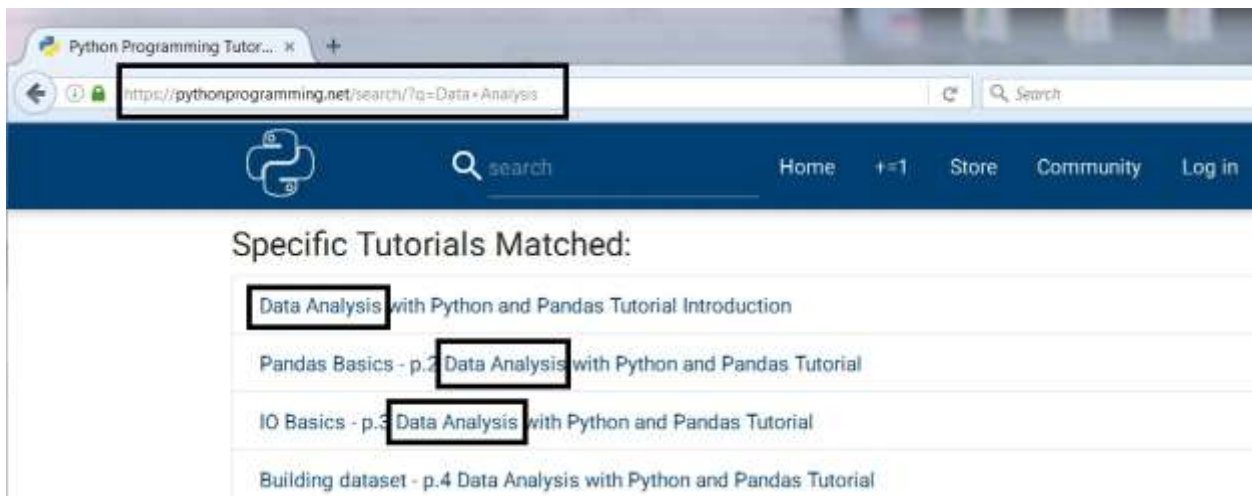 Python Programming Tutor... × +
https://pythonprogramming.net/search/?q=Data+Analysis Search
search Home +=1 Store Community Log in
Specific Tutorials Matched:
Data Analysis with Python and Pandas Tutorial Introduction
Pandas Basics - p.2 Data Analysis with Python and Pandas Tutorial
IO Basics - p.3 Data Analysis with Python and Pandas Tutorial
Building dataset - p.4 Data Analysis with Python and Pandas Tutorial